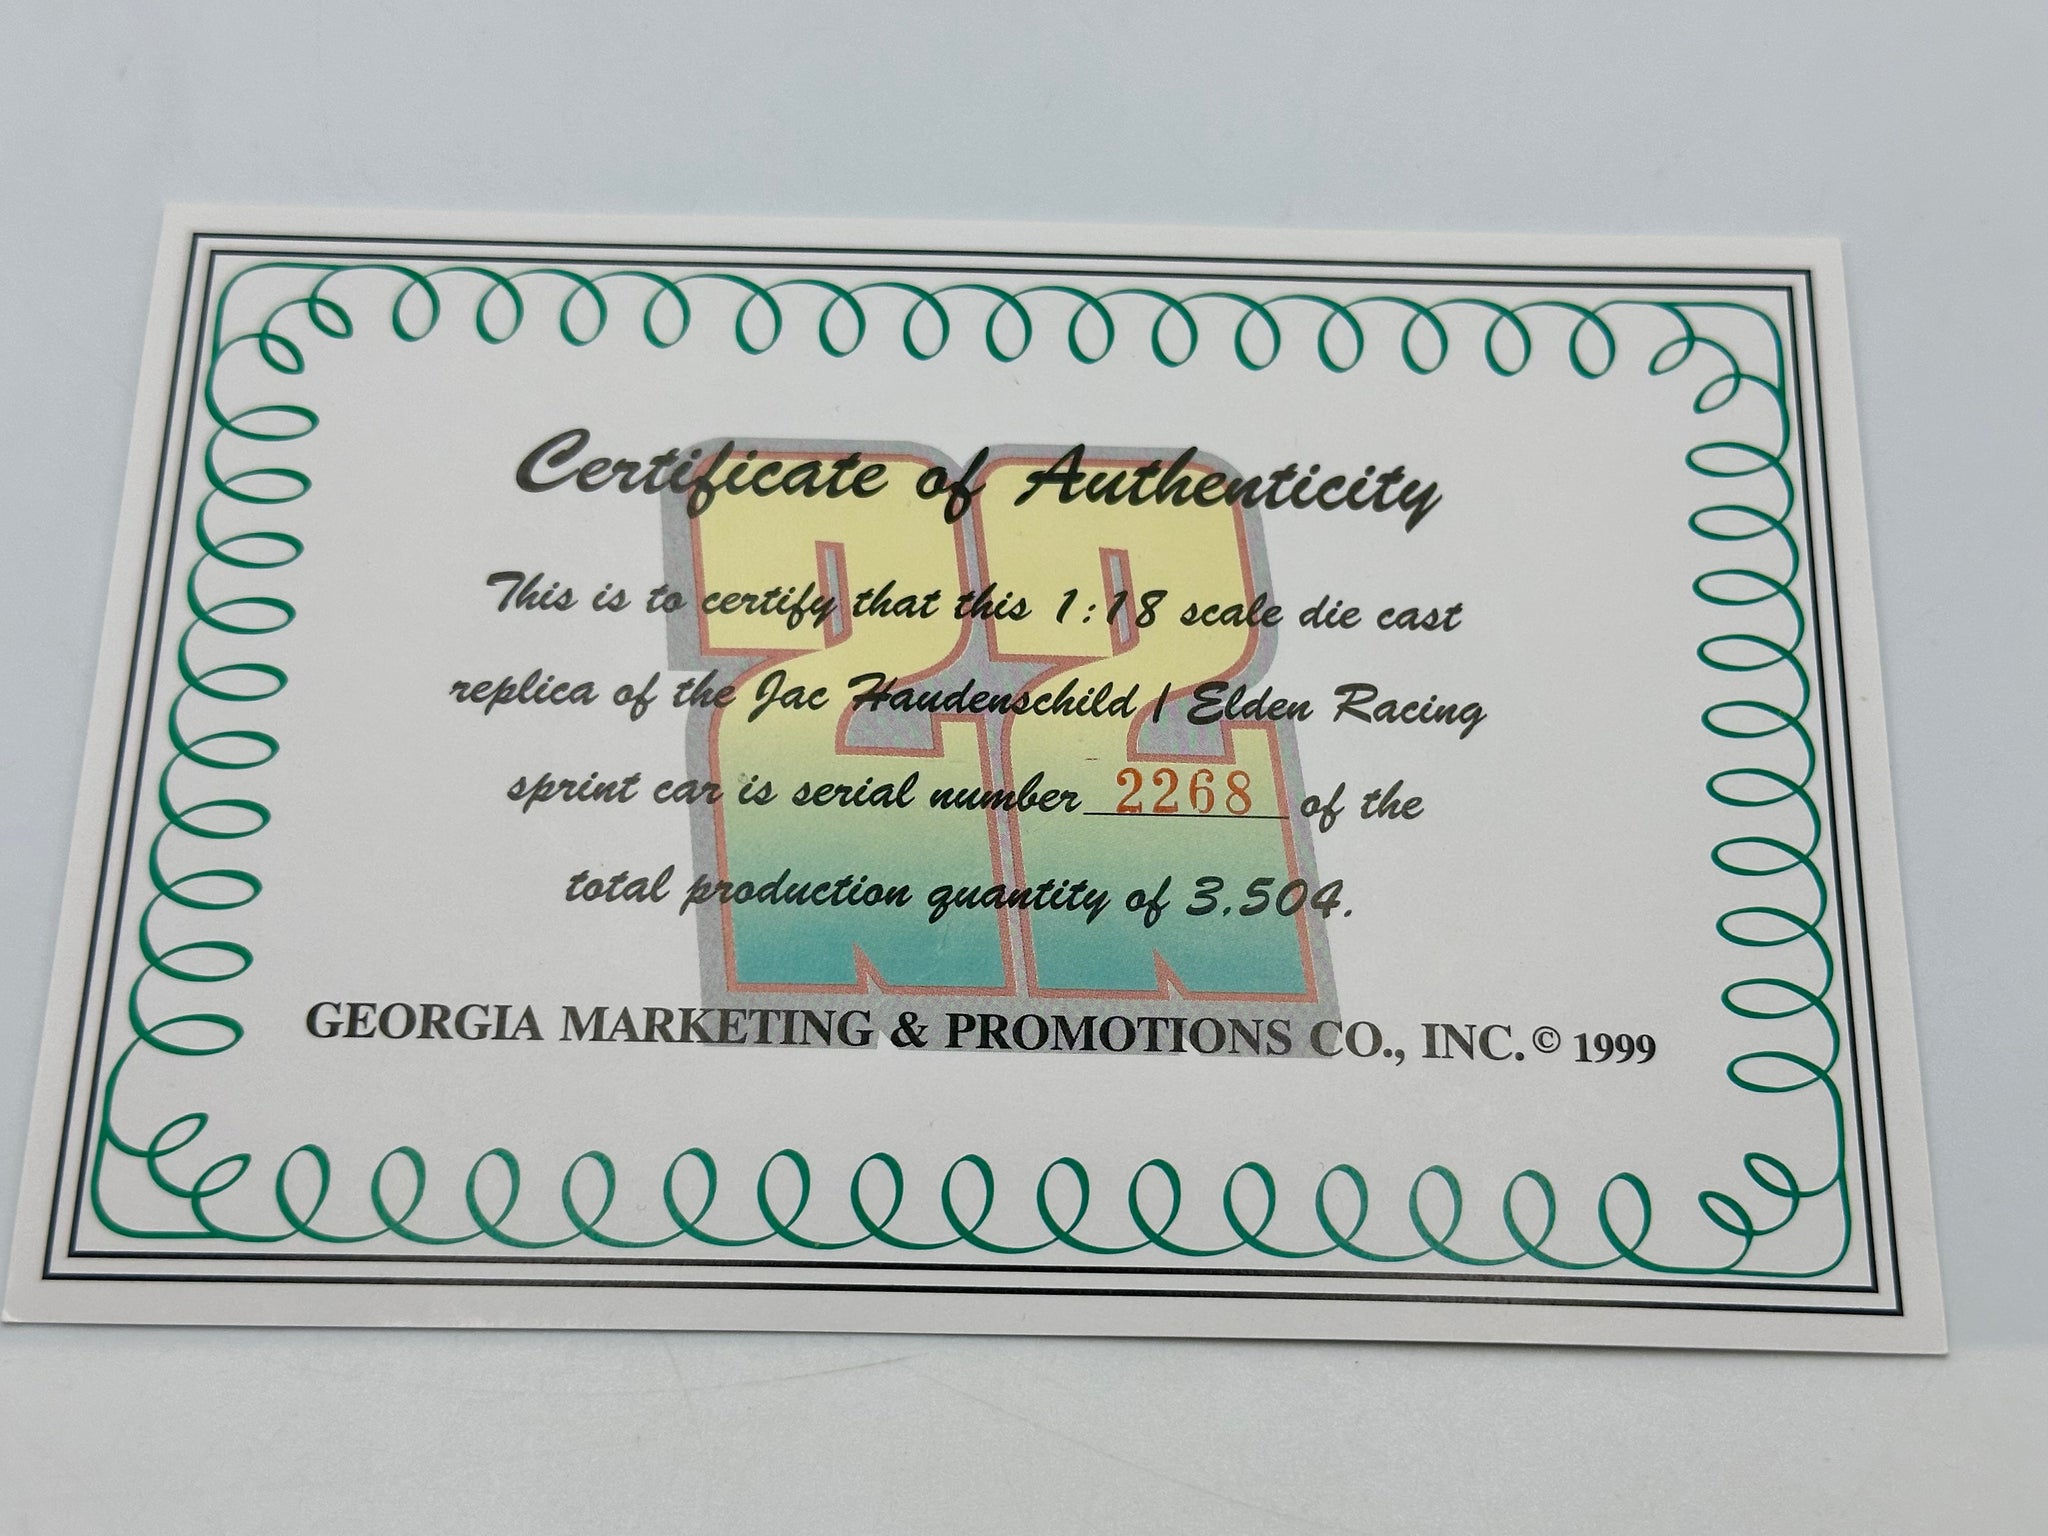 Certificate of Authenticity
This is to certify that this 1:18 scale die cast
replica of the Jac Haudenschild / Elden Racing
sprint car is serial number 2268 of the
total production quantity of 3,504.
GEORGIA MARKETING & PROMOTIONS CO., INC. © 1999
22